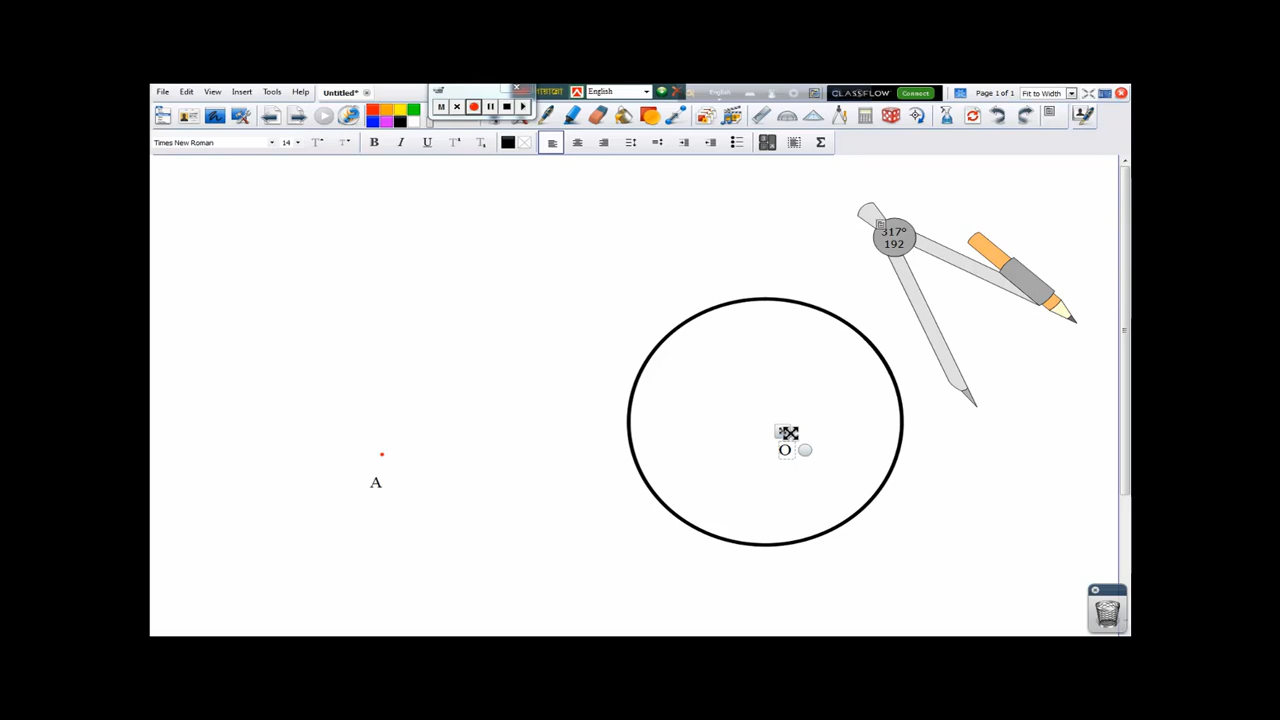 File Edit View Insert Tools Help Untitled* English CLASSFLOW Connect Page 1 of 1 Fit to Width
M
Times New Roman 14 B I U Σ
317°
192
O
A